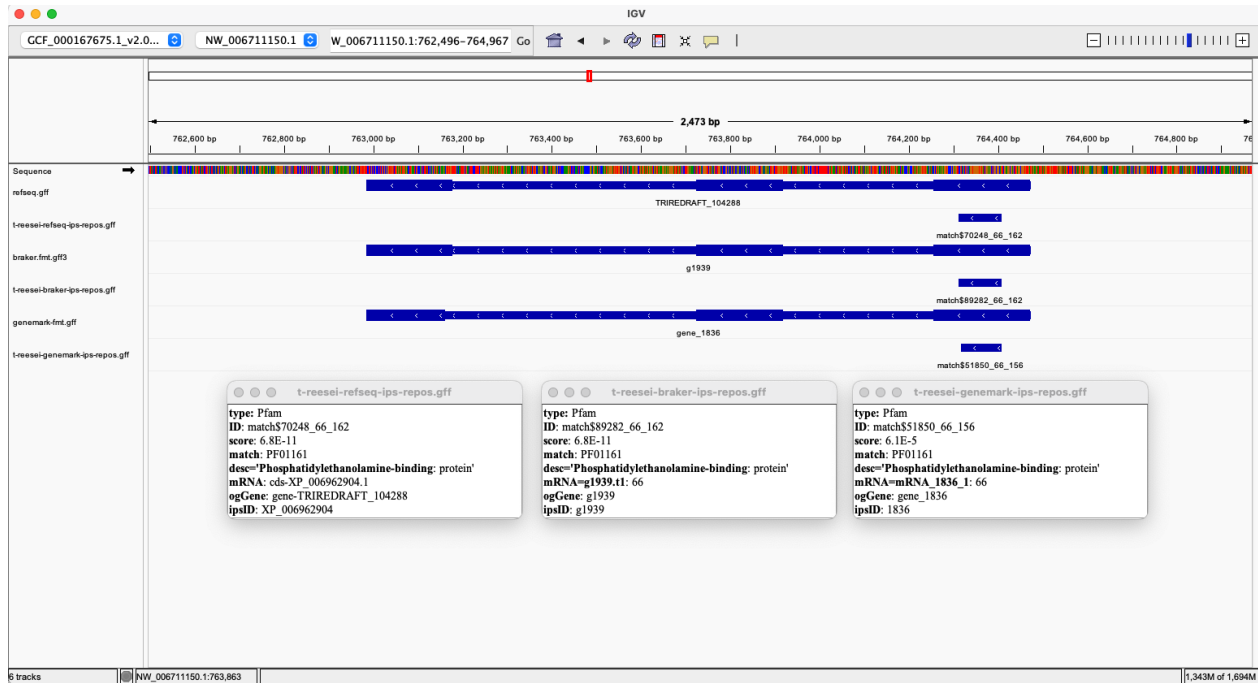 IGV
GCF_000167675.1_v2.0... NW_006711150.1 W_006711150.1:762,496-764,967 Go
2,473 bp
762,600 bp 762,800 bp 763,000 bp 763,200 bp 763,400 bp 763,600 bp 763,800 bp 764,000 bp 764,200 bp 764,400 bp 764,600 bp 764,800 bp 76
Sequence
refseq.gff
TRIREDRAFT_104288
t-reesei-refseq-ips-repos.gff
match$70248_66_162
braker.fmt.gff3
g1939
t-reesei-braker-ips-repos.gff
match$89282_66_162
genemark-fmt.gff
gene_1836
t-reesei-genemark-ips-repos.gff
match$51850_66_156
t-reesei-refseq-ips-repos.gff
type: Pfam
ID: match$70248_66_162
score: 6.8E-11
match: PF01161
desc='Phosphatidylethanolamine-binding: protein'
mRNA: cds-XP_006962904.1
ogGene: gene-TRIREDRAFT_104288
ipsID: XP_006962904
t-reesei-braker-ips-repos.gff
type: Pfam
ID: match$89282_66_162
score: 6.8E-11
match: PF01161
desc='Phosphatidylethanolamine-binding: protein'
mRNA=g1939.t1: 66
ogGene: g1939
ipsID: g1939
t-reesei-genemark-ips-repos.gff
type: Pfam
ID: match$51850_66_156
score: 6.1E-5
match: PF01161
desc='Phosphatidylethanolamine-binding: protein'
mRNA=mRNA_1836_1: 66
ogGene: gene_1836
ipsID: 1836
6 tracks NW_006711150.1:763,863 1,343M of 1,694M